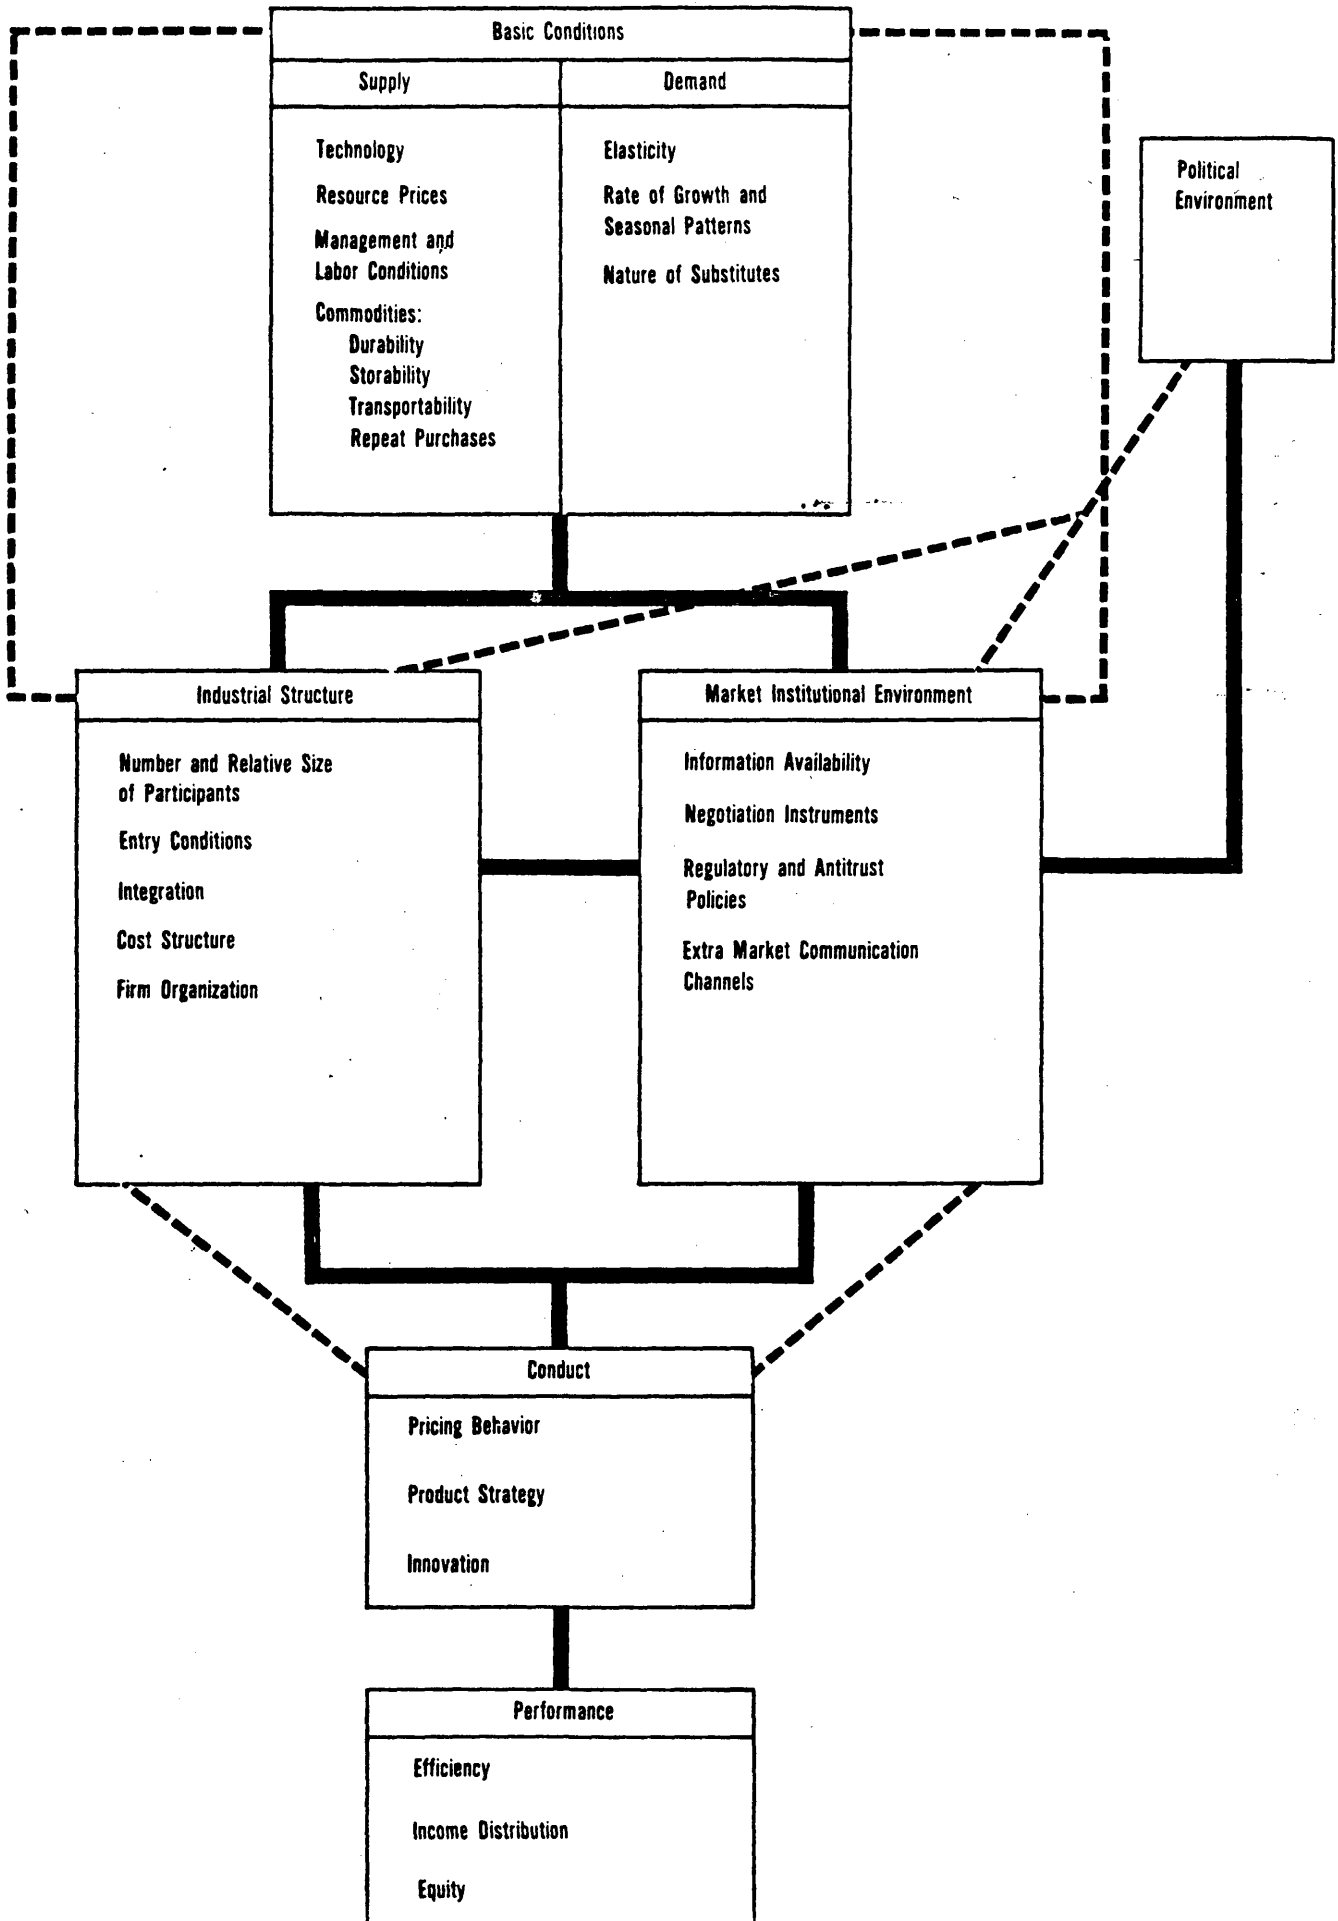 Basic Conditions
Supply
Demand
Technology
Resource Prices
Management and
Labor Conditions
Commodities:
Durability
Storability
Transportability
Repeat Purchases
Elasticity
Rate of Growth and
Seasonal Patterns
Nature of Substitutes
Political
Environment
Industrial Structure
Number and Relative Size
of Participants
Entry Conditions
Integration
Cost Structure
Firm Organization
Market Institutional Environment
Information Availability
Negotiation Instruments
Regulatory and Antitrust
Policies
Extra Market Communication
Channels
Conduct
Pricing Behavior
Product Strategy
Innovation
Performance
Efficiency
Income Distribution
Equity